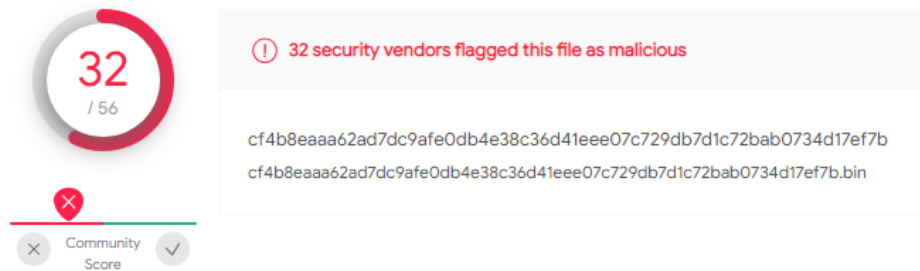 32
/ 56
Community
Score
32 security vendors flagged this file as malicious
cf4b8eaaa62ad7dc9afe0db4e38c36d41eee07c729db7d1c72bab0734d17ef7b
cf4b8eaaa62ad7dc9afe0db4e38c36d41eee07c729db7d1c72bab0734d17ef7b.bin